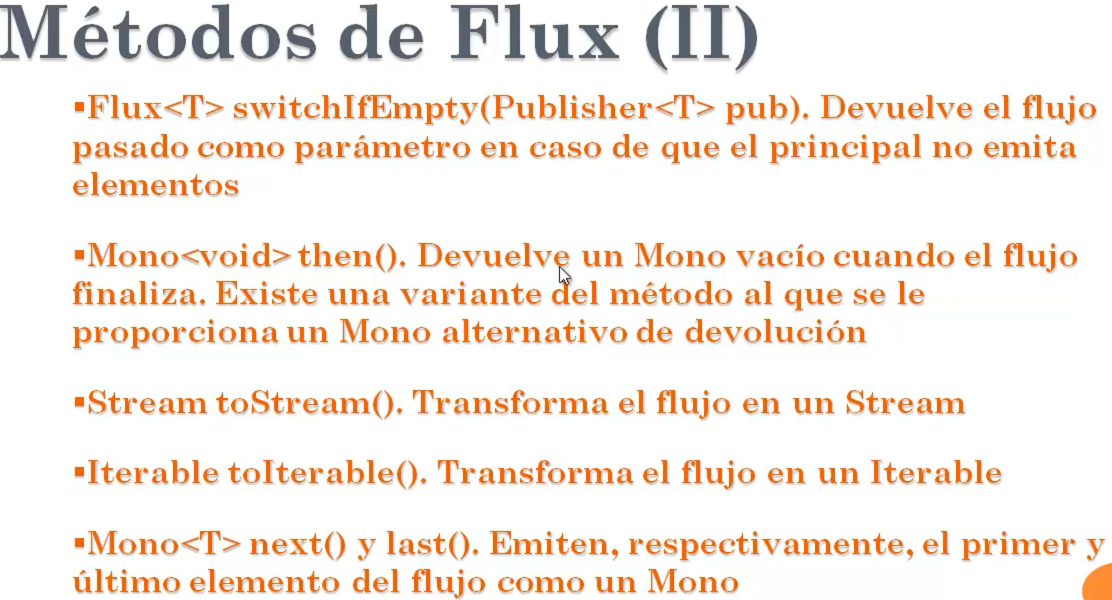 Métodos de Flux (II)
▪Flux<T> switchIfEmpty(Publisher<T> pub). Devuelve el flujo
pasado como parámetro en caso de que el principal no emita
elementos
▪Mono<void> then(). Devuelve un Mono vacío cuando el flujo
finaliza. Existe una variante del método al que se le
proporciona un Mono alternativo de devolución
▪Stream toStream(). Transforma el flujo en un Stream
▪Iterable toIterable(). Transforma el flujo en un Iterable
▪Mono<T> next() y last(). Emiten, respectivamente, el primer y
último elemento del flujo como un Mono